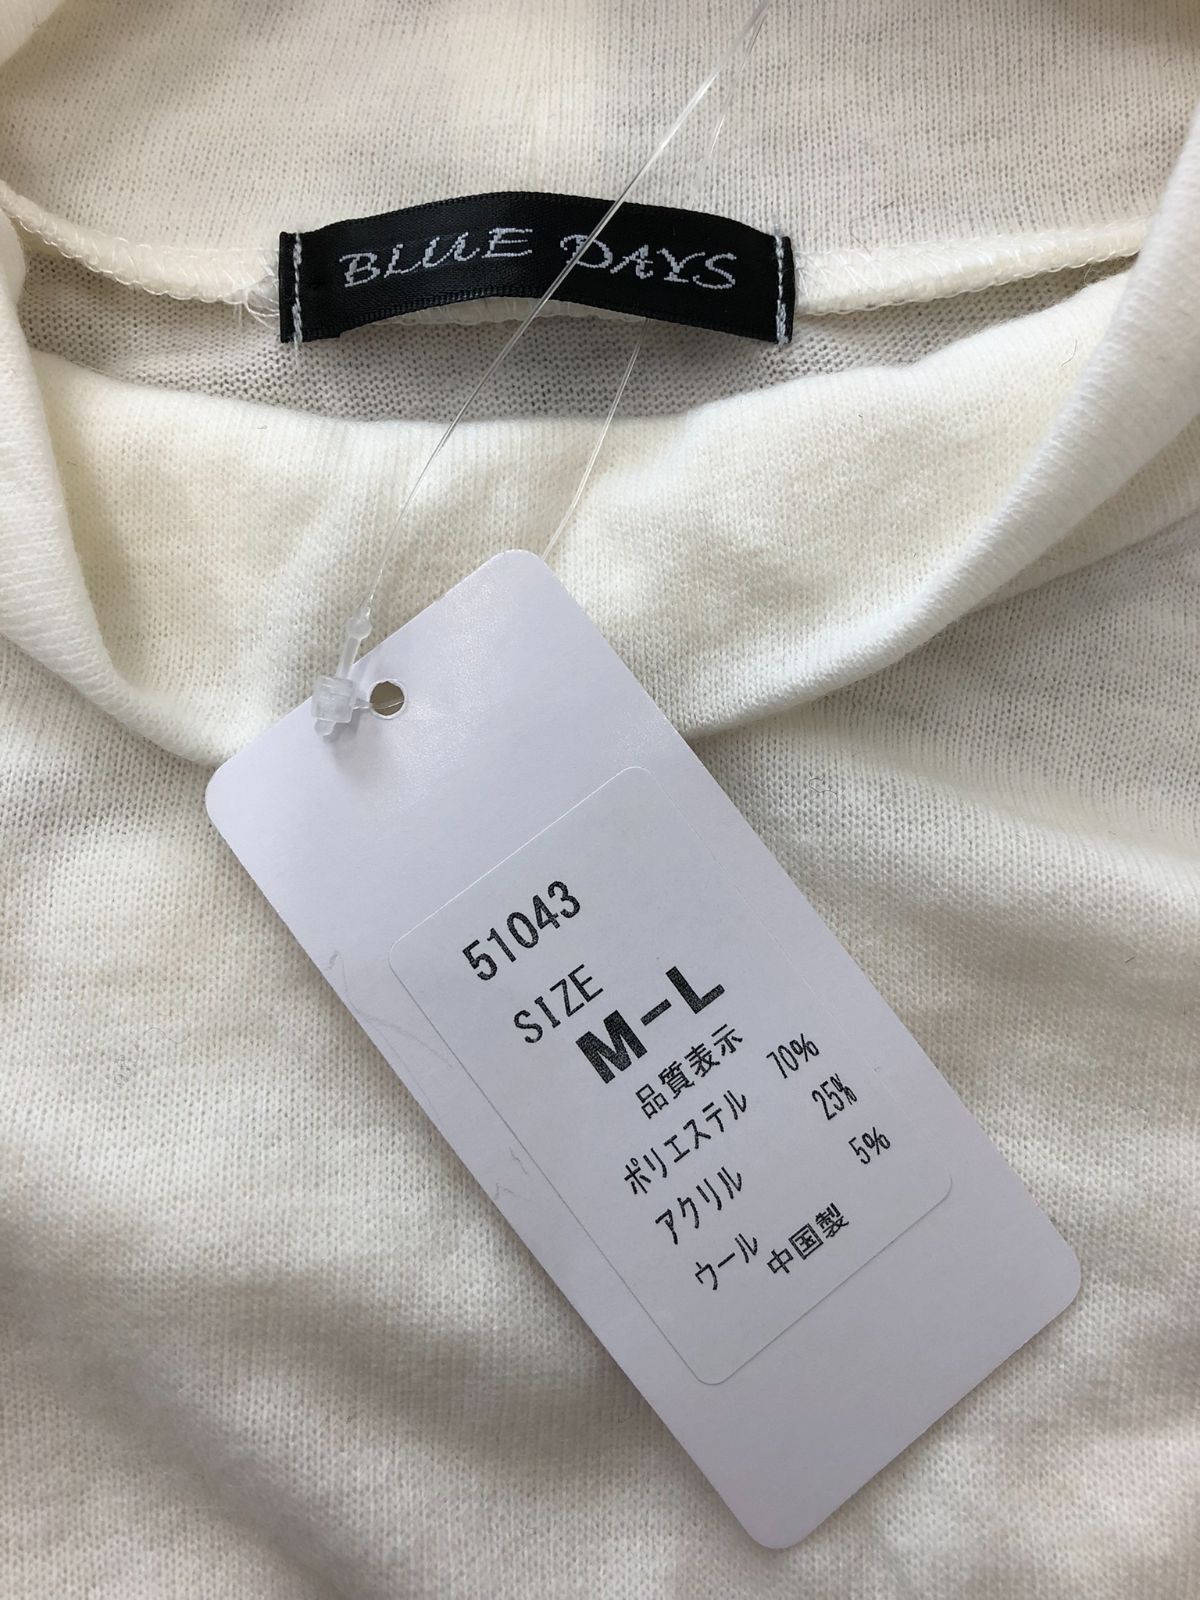 BLUE DAYS
51043
SIZE
M-L
品質表示
ポリエステル 70%
アクリル 25%
ウール 5%
中国製